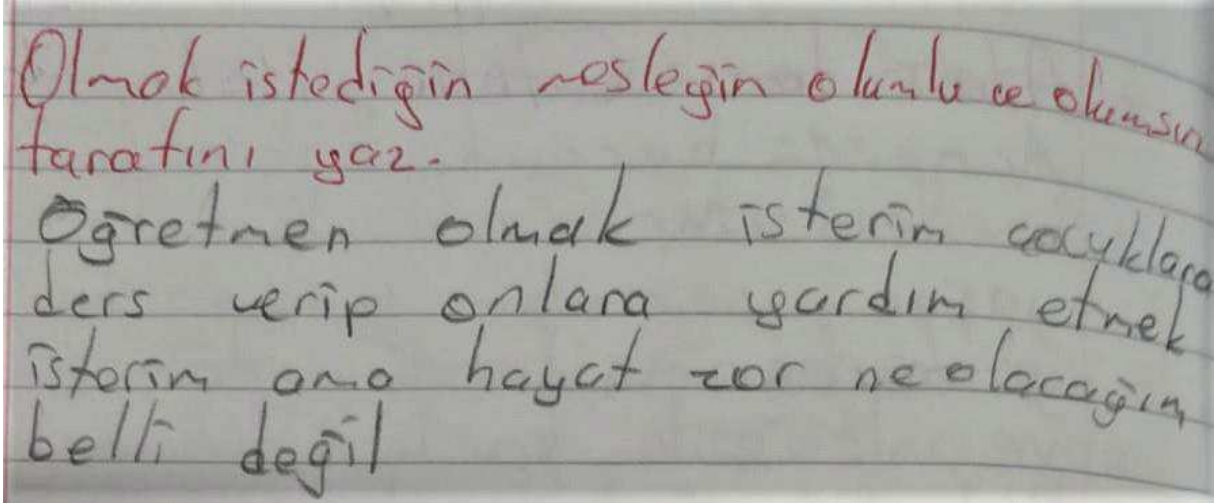 Olmak istediğin mesleğin olumlu ve olumsun
tarafını yaz.
Öğretmen olmak isterim çocuklara
ders verip onlara yardım etmek
isterim ama hayat zor ne olacağım
belli değil